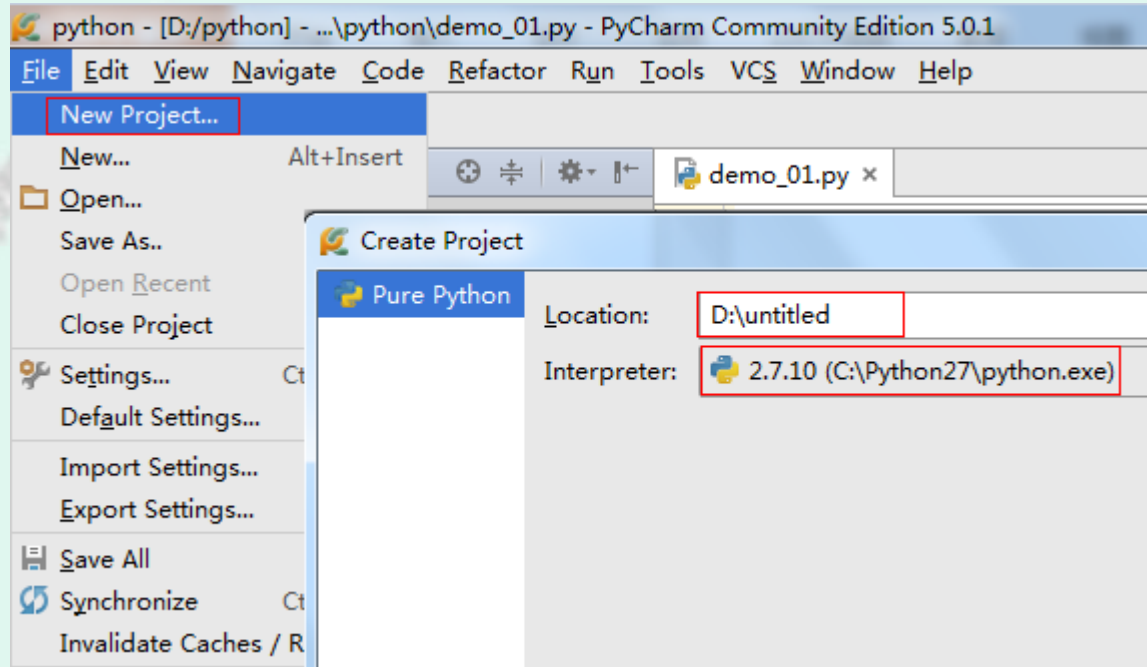 python - [D:/python] - ...\python\demo_01.py - PyCharm Community Edition 5.0.1
File Edit View Navigate Code Refactor Run Tools VCS Window Help
New Project...
New... Alt+Insert
demo_01.py ×
Open...
Save As..
Create Project
Open Recent
Pure Python
Location: D:\untitled
Close Project
Interpreter: 2.7.10 (C:\Python27\python.exe)
Settings... Ct
Default Settings...
Import Settings...
Export Settings...
Save All
Synchronize Ct
Invalidate Caches / R